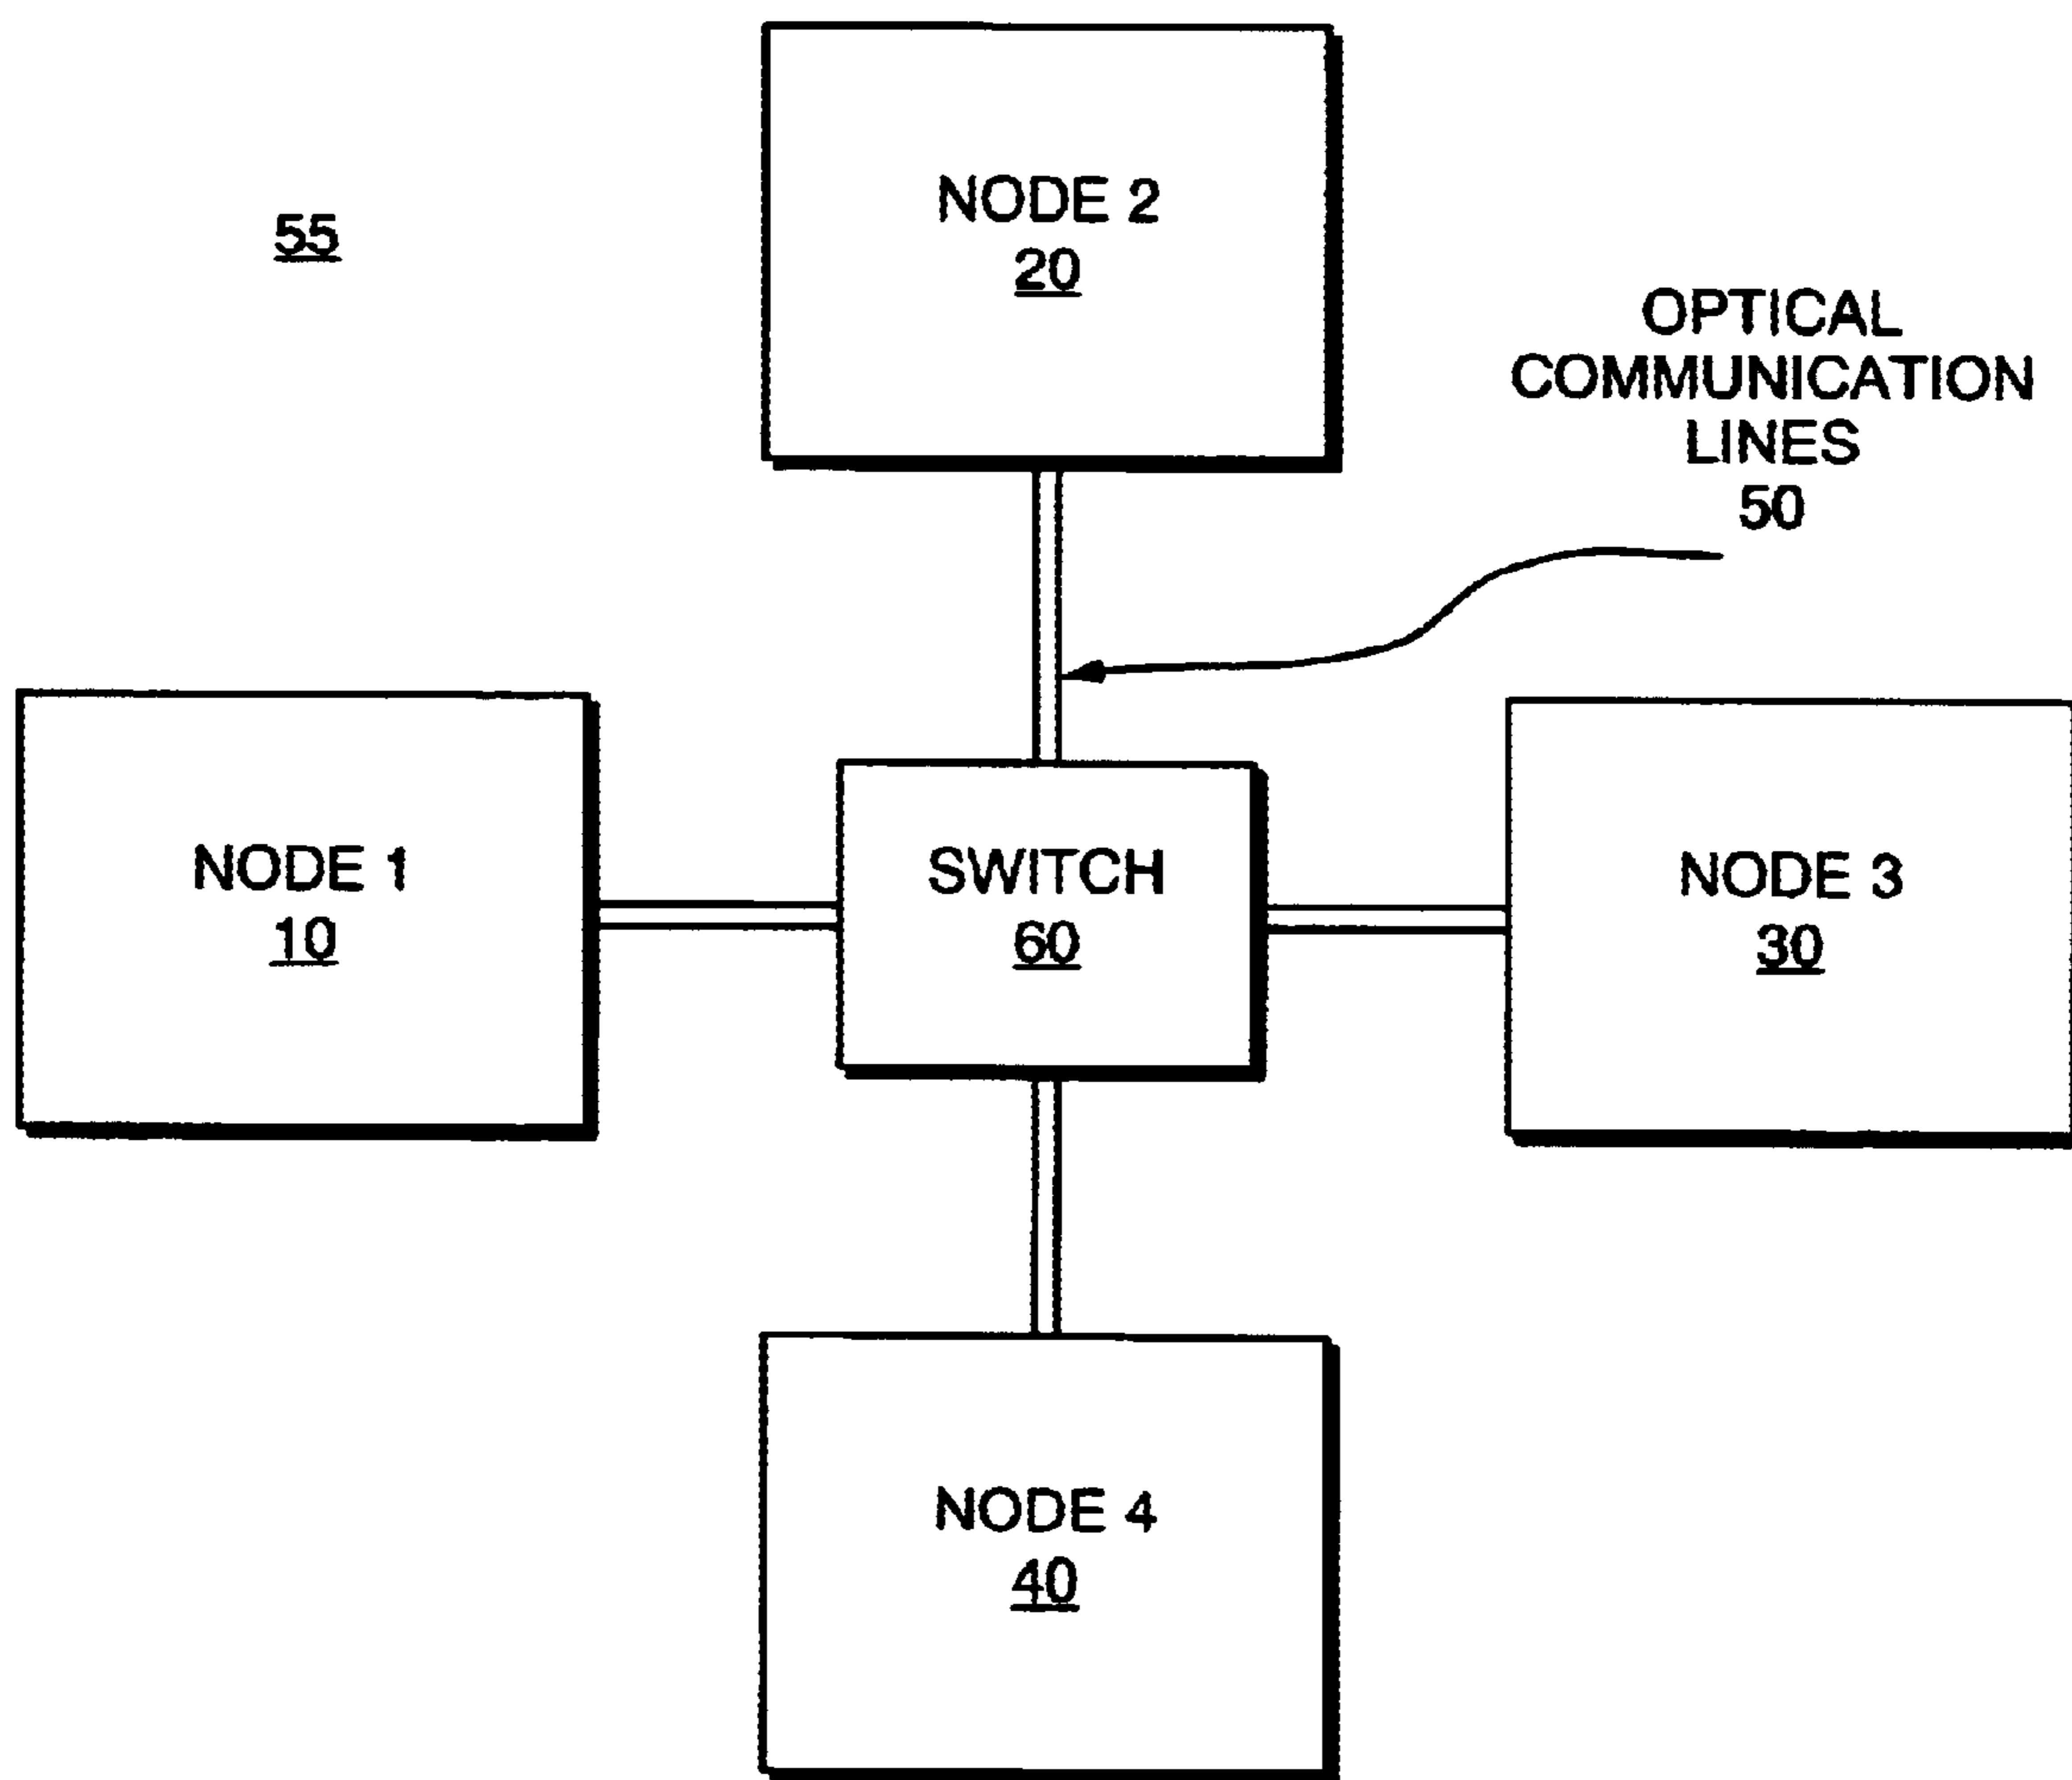 NODE 2
20
55
OPTICAL
COMMUNICATION
LINES
50
NODE 1
10
SWITCH
60
NODE 3
30
NODE 4
40